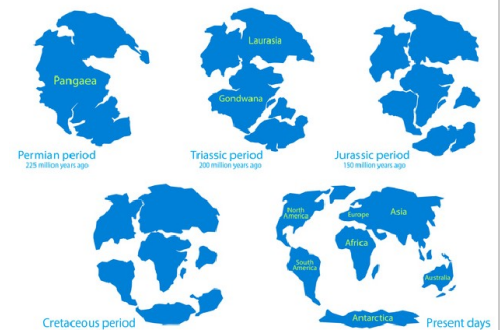 Pangaea
Permian period
225 million years ago
Laurasia
Gondwana
Triassic period
200 million years ago
Jurassic period
150 million years ago
Cretaceous period
North
America
Europe
Asia
Africa
South
America
Australia
Antarctica
Present days